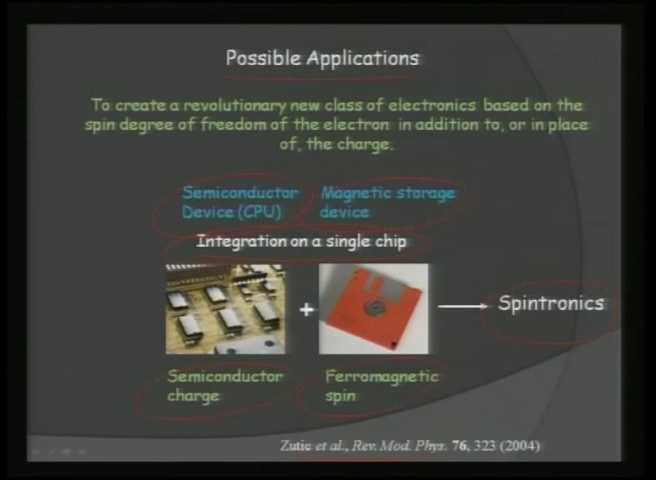 Possible Applications
To create a revolutionary new class of electronics based on the
spin degree of freedom of the electron in addition to, or in place
of, the charge.
Semiconductor Magnetic storage
Device (CPU) device
Integration on a single chip
+ Spintronics
Semiconductor Ferromagnetic
charge spin
Zutic et al., Rev. Mod. Phys. 76, 323 (2004)